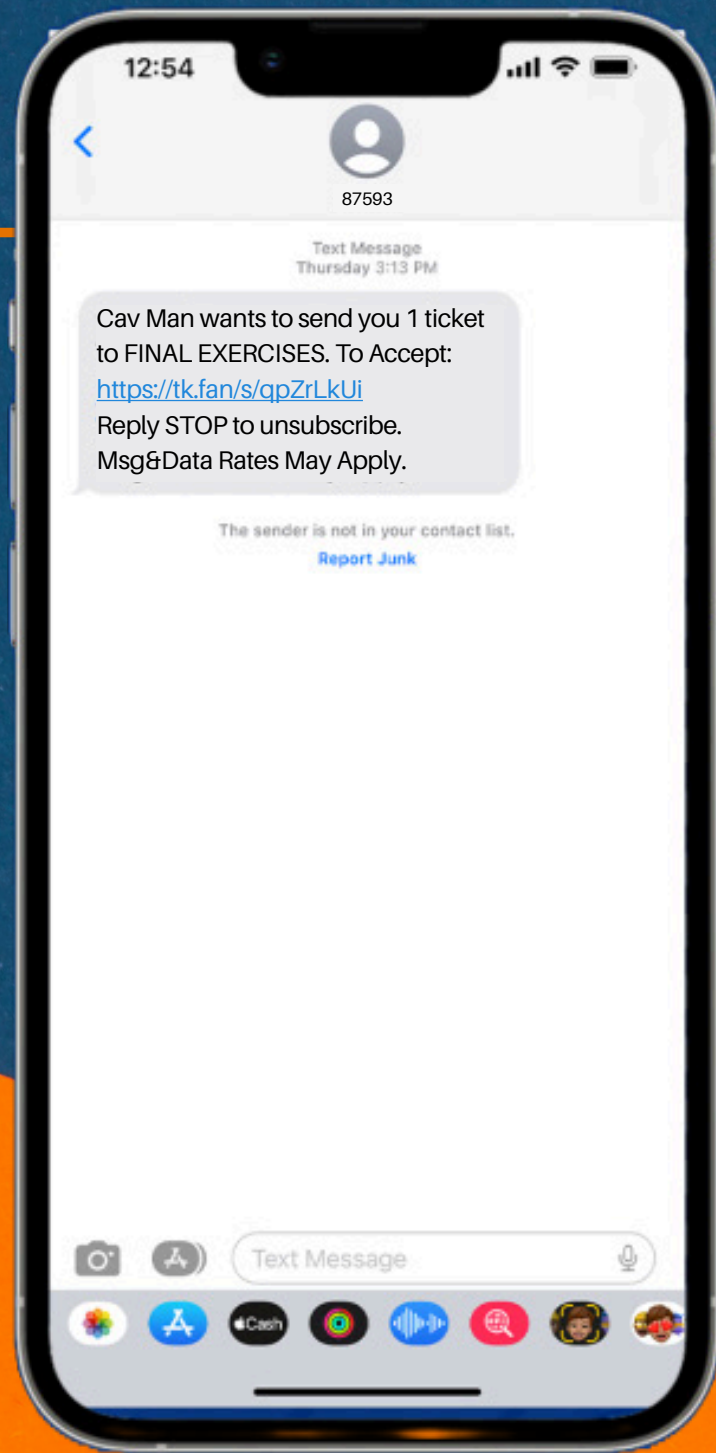 12:54
87593
Text Message
Thursday 3:13 PM
Cav Man wants to send you 1 ticket
to FINAL EXERCISES. To Accept:
https://tk.fan/s/qpZrLkUi
Reply STOP to unsubscribe.
Msg&Data Rates May Apply.
The sender is not in your contact list.
Report Junk
Text Message
Cash